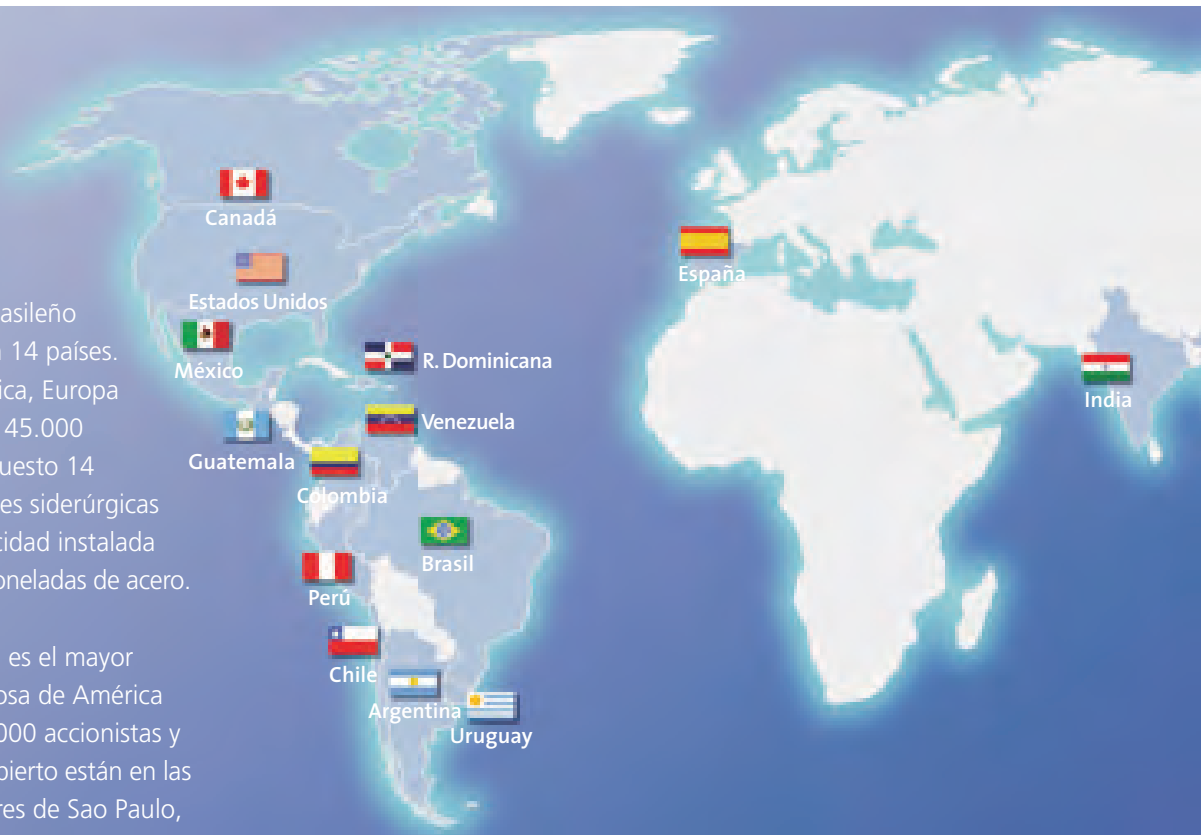 asileño
14 países.
ica, Europa
45.000
uesto 14
es siderúrgicas
cidad instalada
oneladas de acero.
es el mayor
osa de América
000 accionistas y
bierto están en las
res de Sao Paulo,
Canadá
Estados Unidos
México
R. Dominicana
Guatemala
Venezuela
Colombia
Brasil
Perú
Chile
Argentina
Uruguay
España
India